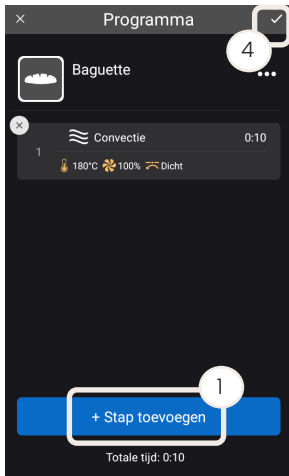 Programma
4
Baguette
1
Convectie 0:10
180°C 100% Dicht
1
+ Stap toevoegen
Totale tijd: 0:10